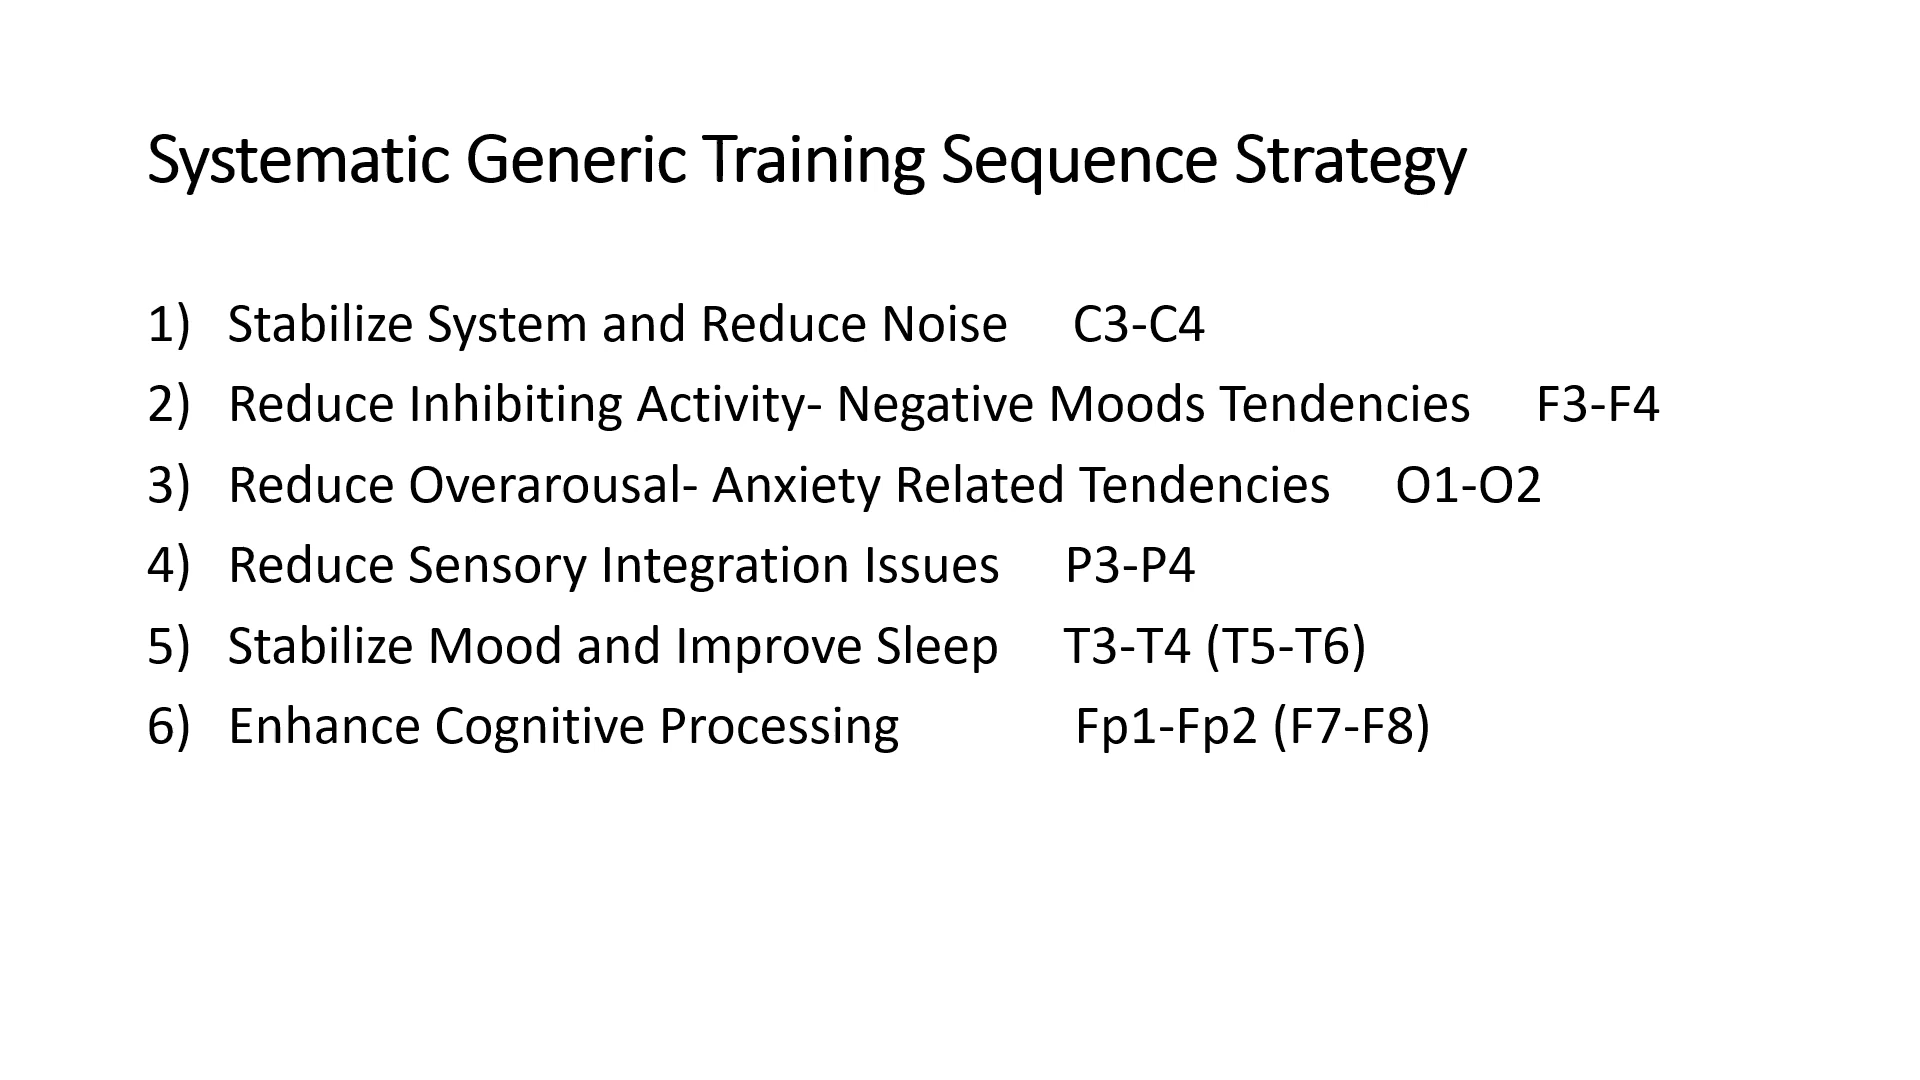 Systematic Generic Training Sequence Strategy
1) Stabilize System and Reduce Noise C3-C4
2) Reduce Inhibiting Activity- Negative Moods Tendencies F3-F4
3) Reduce Overarousal- Anxiety Related Tendencies O1-O2
4) Reduce Sensory Integration Issues P3-P4
5) Stabilize Mood and Improve Sleep T3-T4 (T5-T6)
6) Enhance Cognitive Processing Fp1-Fp2 (F7-F8)